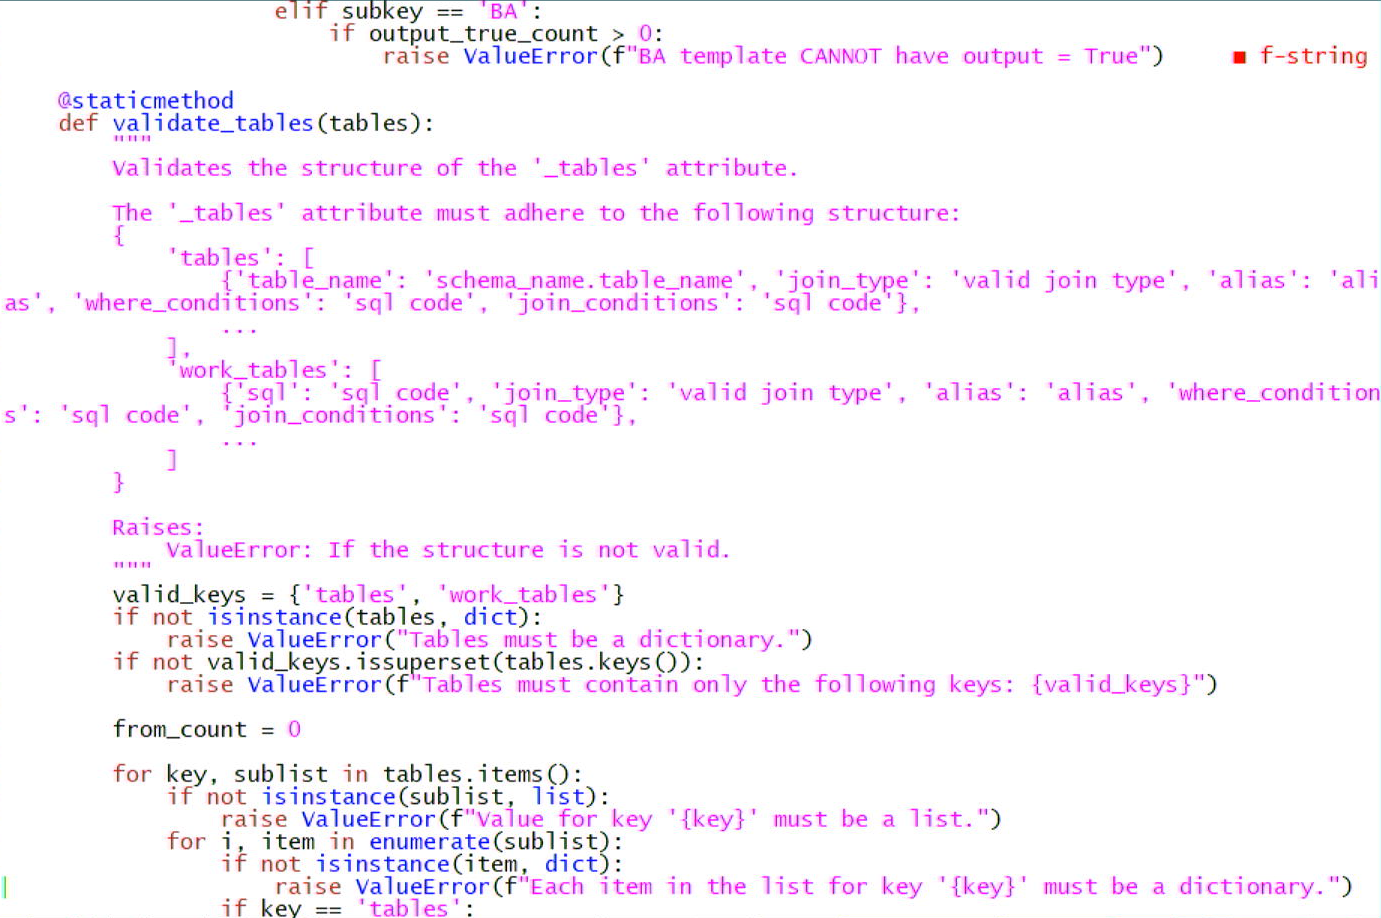 elif subkey == 'BA':
                        if output_true_count > 0:
                            raise ValueError(f"BA template CANNOT have output = True")     ■ f-string

    @staticmethod
    def validate_tables(tables):
        """
        Validates the structure of the '_tables' attribute.

        The '_tables' attribute must adhere to the following structure:
        {
            'tables': [
                {'table_name': 'schema_name.table_name', 'join_type': 'valid join type', 'alias': 'ali
as', 'where_conditions': 'sql code', 'join_conditions': 'sql code'},
                ...
            ],
            'work_tables': [
                {'sql': 'sql code', 'join_type': 'valid join type', 'alias': 'alias', 'where_condition
s': 'sql code', 'join_conditions': 'sql code'},
                ...
            ]
        }

        Raises:
            ValueError: If the structure is not valid.
        """
        valid_keys = {'tables', 'work_tables'}
        if not isinstance(tables, dict):
            raise ValueError("Tables must be a dictionary.")
        if not valid_keys.issuperset(tables.keys()):
            raise ValueError(f"Tables must contain only the following keys: {valid_keys}")

        from_count = 0

        for key, sublist in tables.items():
            if not isinstance(sublist, list):
                raise ValueError(f"Value for key '{key}' must be a list.")
            for i, item in enumerate(sublist):
                if not isinstance(item, dict):
                    raise ValueError(f"Each item in the list for key '{key}' must be a dictionary.")
                if key == 'tables':